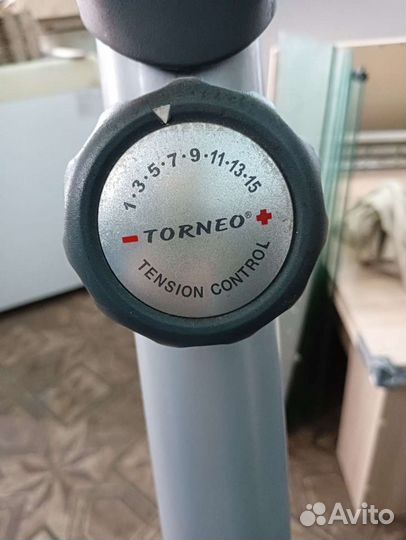 1·3·5·7·9·11·13·15
- TORNEO® +
TENSION CONTROL
Avito